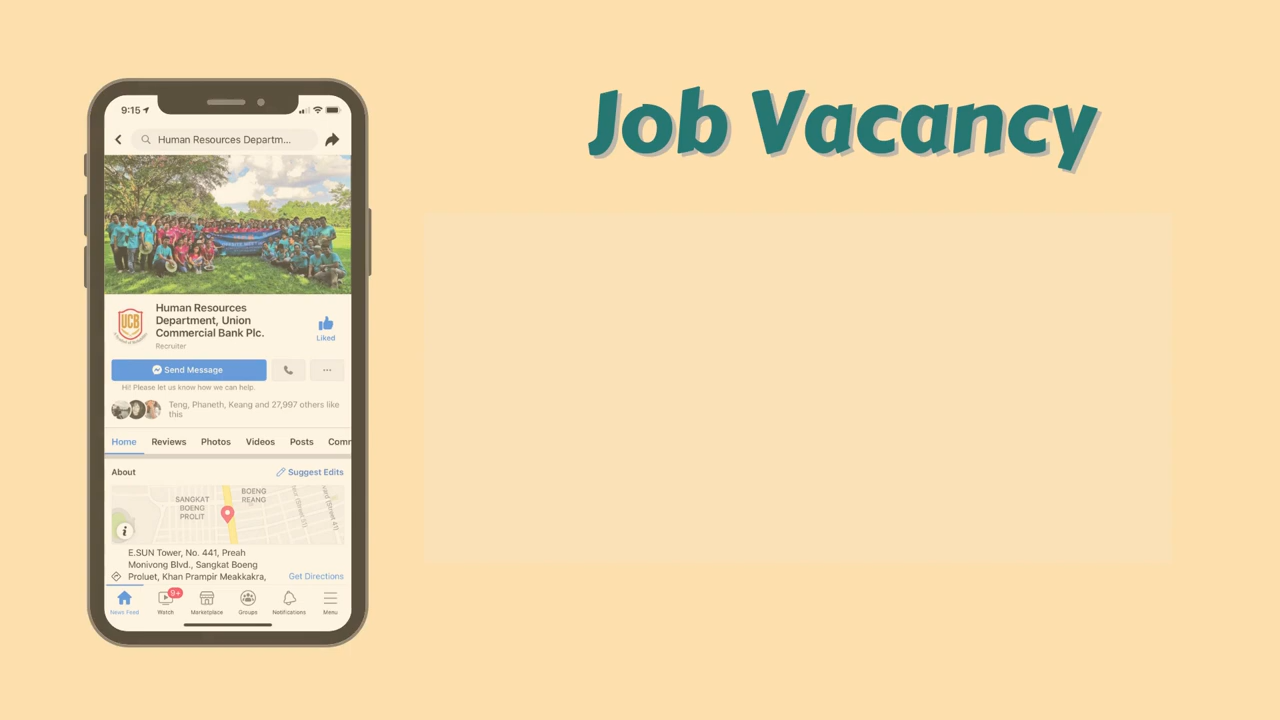 Job Vacancy
9:15
Human Resources Departm...
UCB
Human Resources
Department, Union
Commercial Bank Plc.
Recruiter
Liked
Send Message
...
Hi! Please let us know how we can help.
Teng, Phaneth, Keang and 27,997 others like
this
Home Reviews Photos Videos Posts Comm
About
Suggest Edits
SANGKAT
BOENG
PROLIT
BOENG
REANG
E.SUN Tower, No. 441, Preah
Monivong Blvd., Sangkat Boeng
Proluet, Khan Prampir Meakkakra,
Get Directions
9+
News Feed Watch Marketplace Groups Notifications Menu